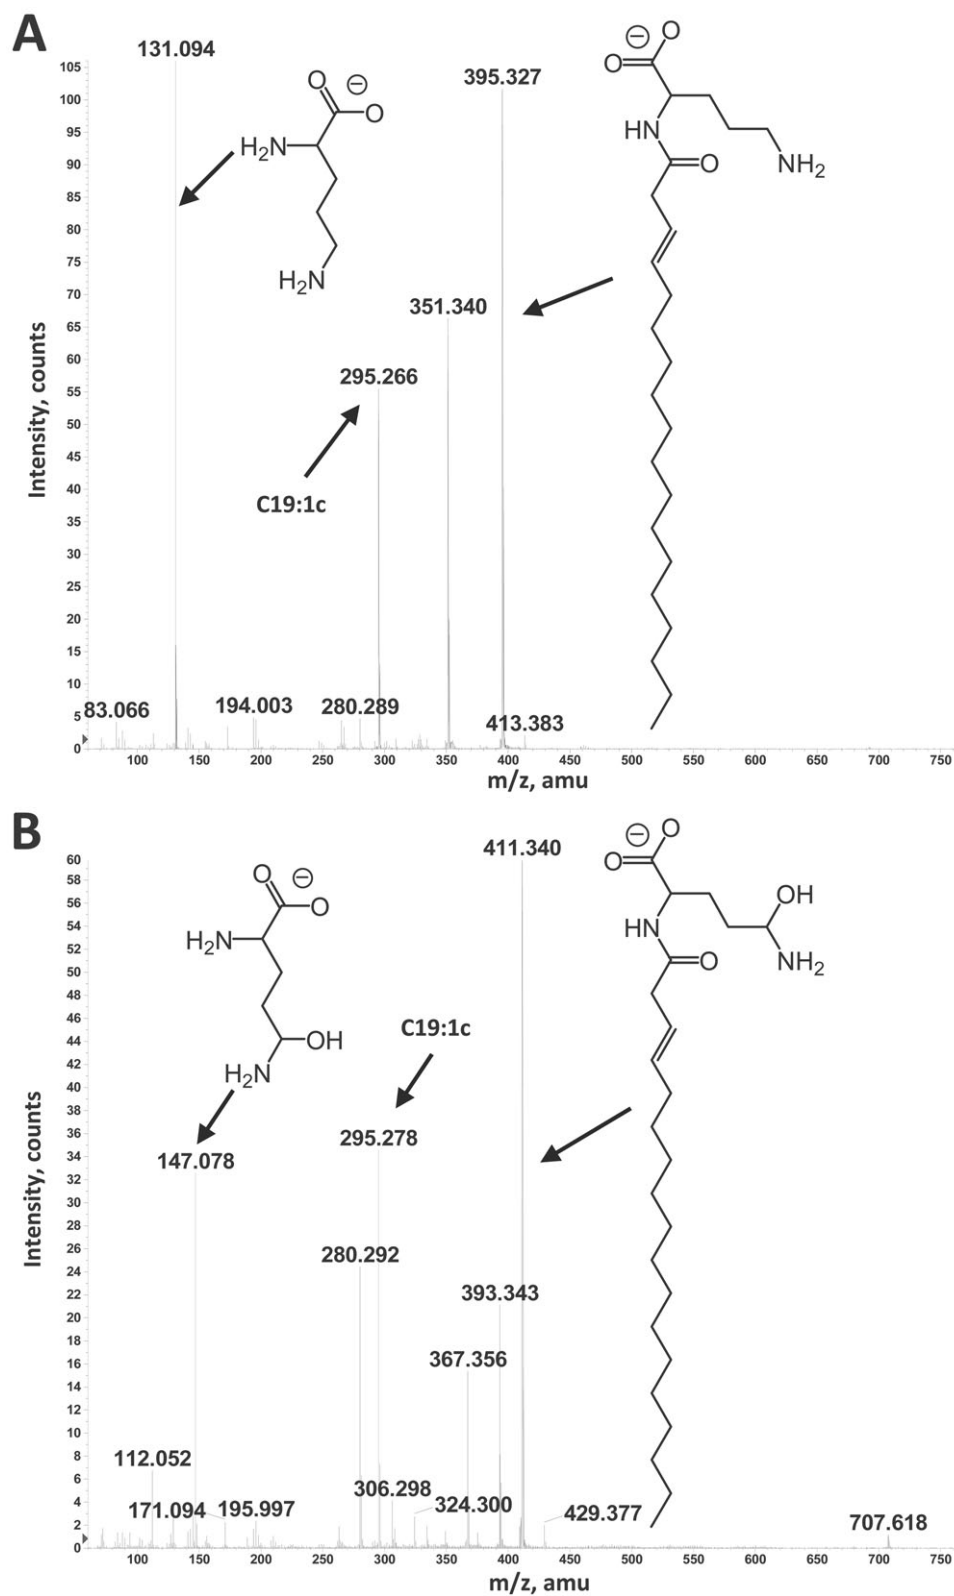 A
131.094
395.327
351.340
295.266
C19:1c
83.066
194.003
280.289
413.383
O
⊖
O
H₂N
H₂N
⊖
O
O
HN
O
NH₂
105
100
95
90
85
80
75
70
65
60
55
50
45
40
35
30
25
20
15
10
5
0
Intensity, counts
100 150 200 250 300 350 400 450 500 550 600 650 700 750
m/z, amu
B
411.340
C19:1c
295.278
147.078
280.292
393.343
367.356
112.052
171.094
195.997
306.298
324.300
429.377
707.618
O
⊖
O
H₂N
OH
H₂N
⊖
O
O
OH
HN
O
NH₂
60
58
56
54
52
50
48
46
44
42
40
38
36
34
32
30
28
26
24
22
20
18
16
14
12
10
8
6
4
2
0
Intensity, counts
100 150 200 250 300 350 400 450 500 550 600 650 700 750
m/z, amu